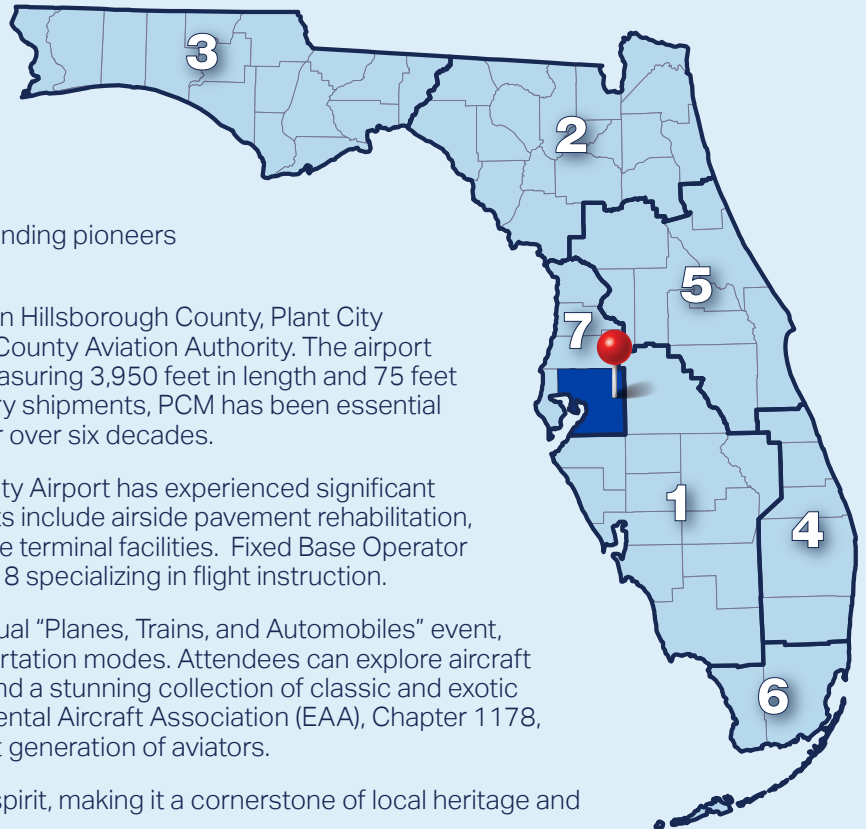 3
2
nding pioneers
5
n Hillsborough County, Plant City
7
County Aviation Authority. The airport
asuring 3,950 feet in length and 75 feet
ry shipments, PCM has been essential
r over six decades.
ity Airport has experienced significant
ts include airside pavement rehabilitation,
1
e terminal facilities. Fixed Base Operator
4
8 specializing in flight instruction.
ual “Planes, Trains, and Automobiles” event,
rtation modes. Attendees can explore aircraft
nd a stunning collection of classic and exotic
6
ental Aircraft Association (EAA), Chapter 1178,
t generation of aviators.
spirit, making it a cornerstone of local heritage and